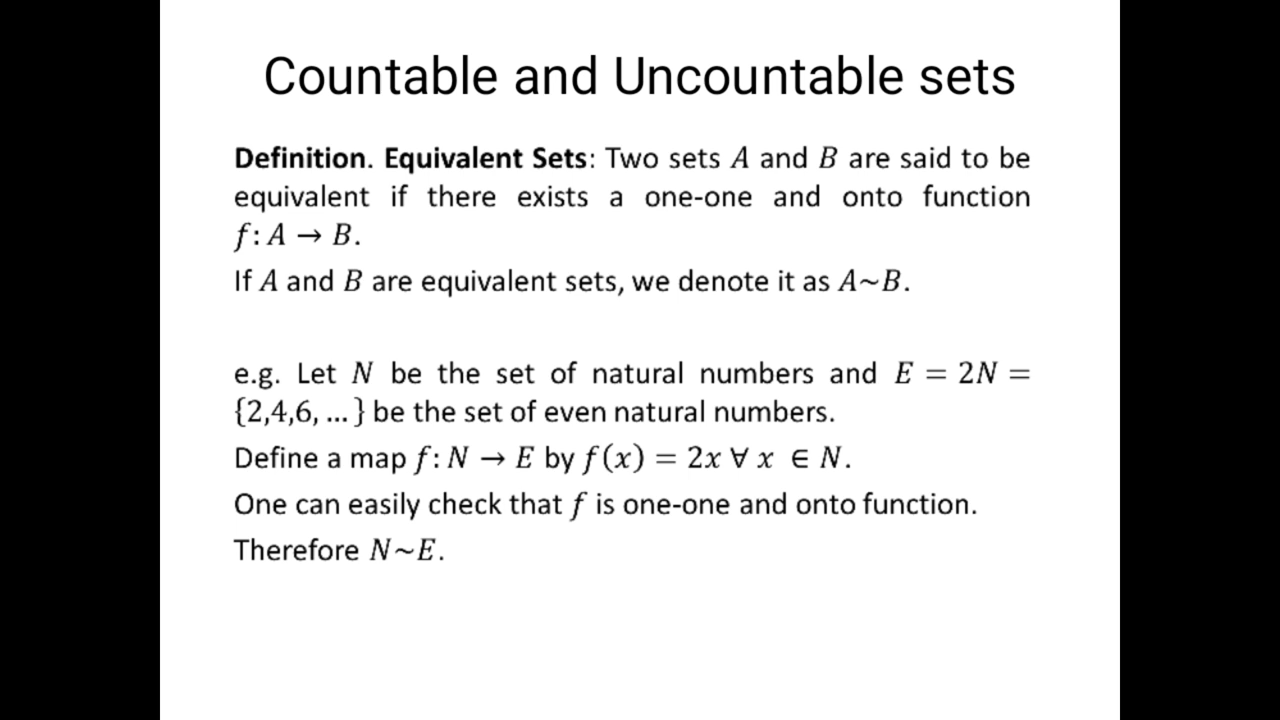 Countable and Uncountable sets
Definition. Equivalent Sets: Two sets A and B are said to be
equivalent if there exists a one-one and onto function
f: A → B.
If A and B are equivalent sets, we denote it as A~B.
e.g. Let N be the set of natural numbers and E = 2N =
{2,4,6, ... } be the set of even natural numbers.
Define a map f: N → E by f(x) = 2x ∀ x ∈ N.
One can easily check that f is one-one and onto function.
Therefore N~E.